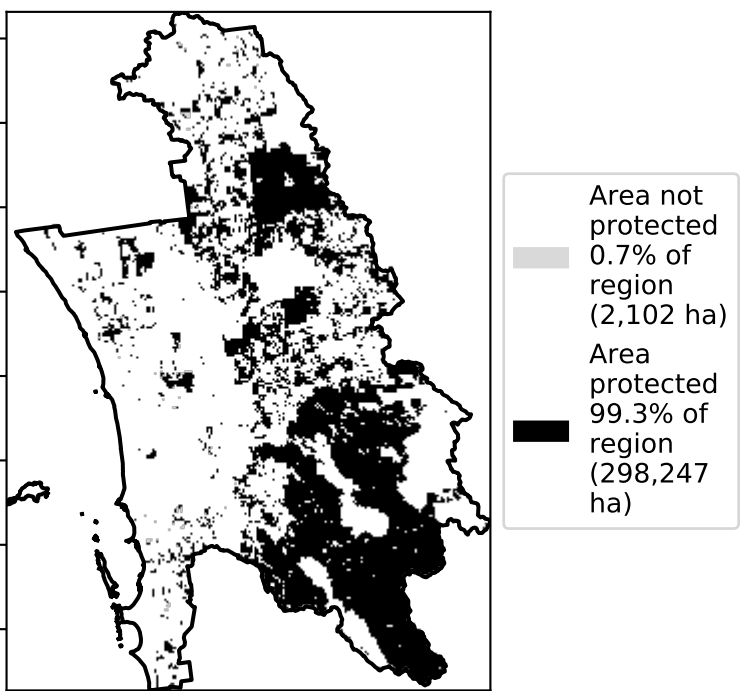 Area not
protected
0.7% of
region
(2,102 ha)
Area
protected
99.3% of
region
(298,247
ha)